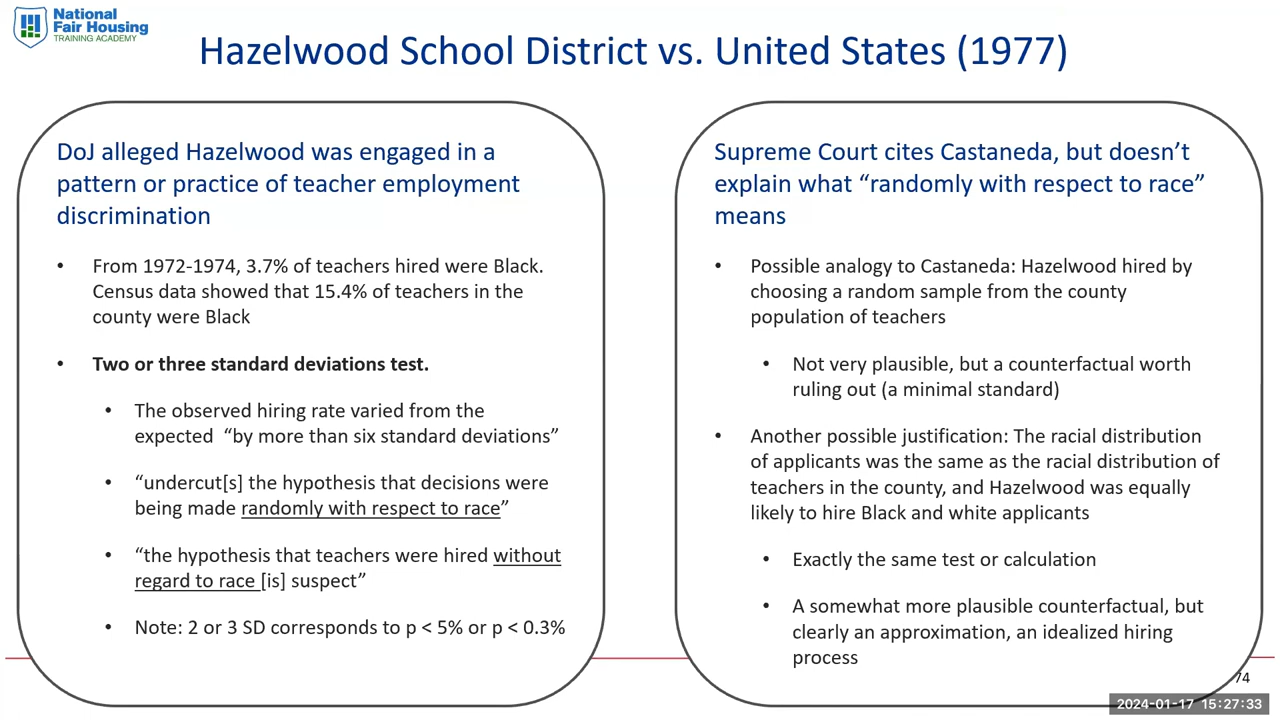 National
Fair Housing
TRAINING ACADEMY
Hazelwood School District vs. United States (1977)
DoJ alleged Hazelwood was engaged in a
pattern or practice of teacher employment
discrimination
• From 1972-1974, 3.7% of teachers hired were Black.
Census data showed that 15.4% of teachers in the
county were Black
• Two or three standard deviations test.
• The observed hiring rate varied from the
expected “by more than six standard deviations”
• “undercut[s] the hypothesis that decisions were
being made randomly with respect to race”
• “the hypothesis that teachers were hired without
regard to race [is] suspect”
• Note: 2 or 3 SD corresponds to p < 5% or p < 0.3%
Supreme Court cites Castaneda, but doesn’t
explain what “randomly with respect to race”
means
• Possible analogy to Castaneda: Hazelwood hired by
choosing a random sample from the county
population of teachers
• Not very plausible, but a counterfactual worth
ruling out (a minimal standard)
• Another possible justification: The racial distribution
of applicants was the same as the racial distribution of
teachers in the county, and Hazelwood was equally
likely to hire Black and white applicants
• Exactly the same test or calculation
• A somewhat more plausible counterfactual, but
clearly an approximation, an idealized hiring
process
74
2024-01-17 15:27:33